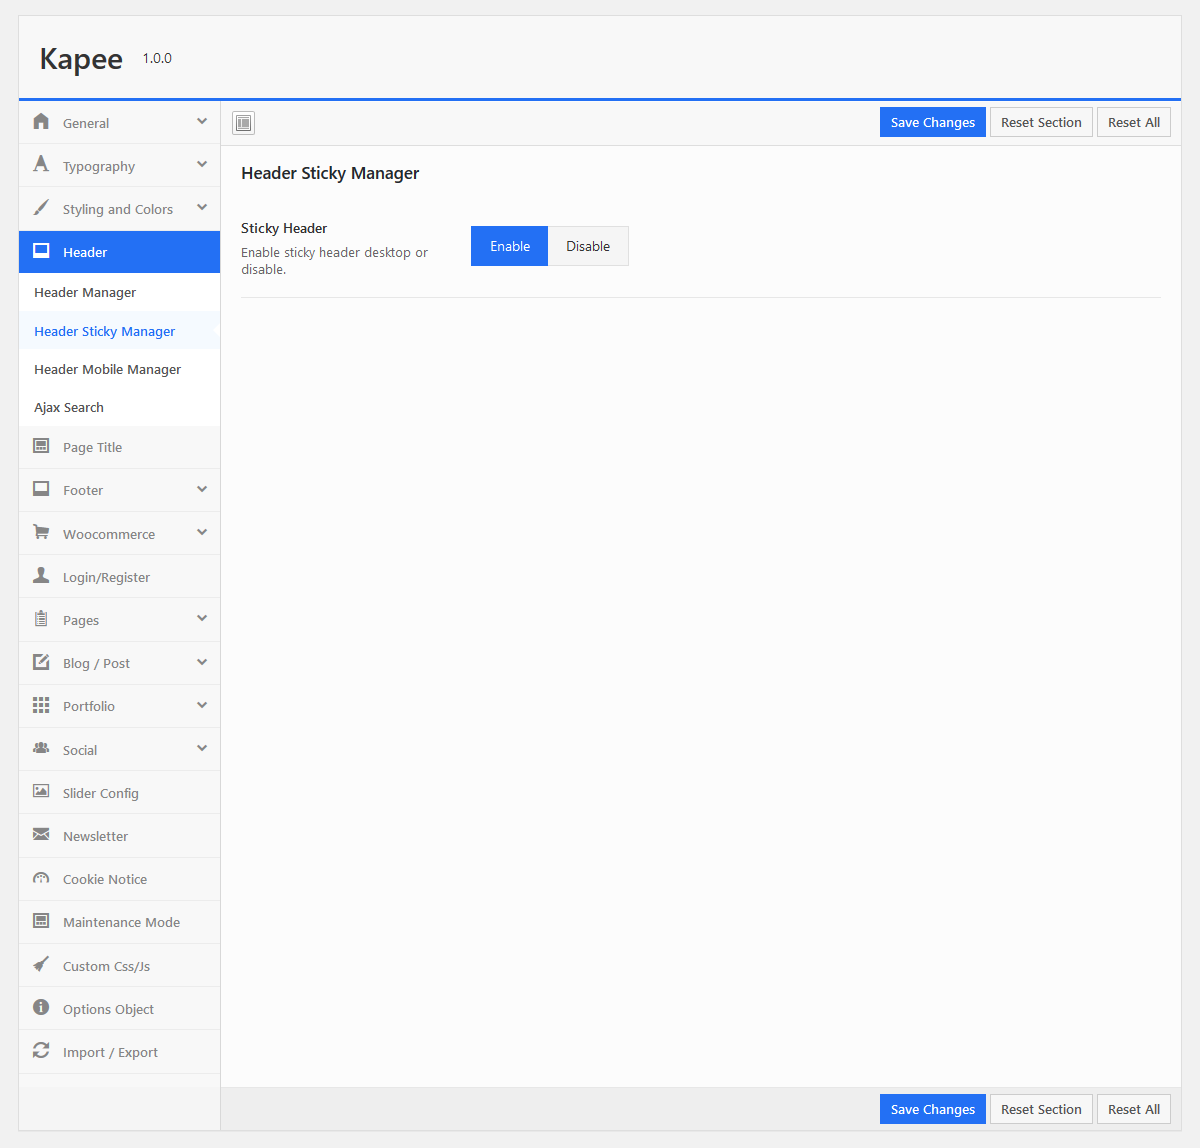 Kapee 1.0.0
General
Typography
Styling and Colors
Header
Header Manager
Header Sticky Manager
Header Mobile Manager
Ajax Search
Page Title
Footer
Woocommerce
Login/Register
Pages
Blog / Post
Portfolio
Social
Slider Config
Newsletter
Cookie Notice
Maintenance Mode
Custom Css/Js
Options Object
Import / Export
Save Changes Reset Section Reset All
Header Sticky Manager
Sticky Header
Enable sticky header desktop or
disable.
Enable Disable
Save Changes Reset Section Reset All